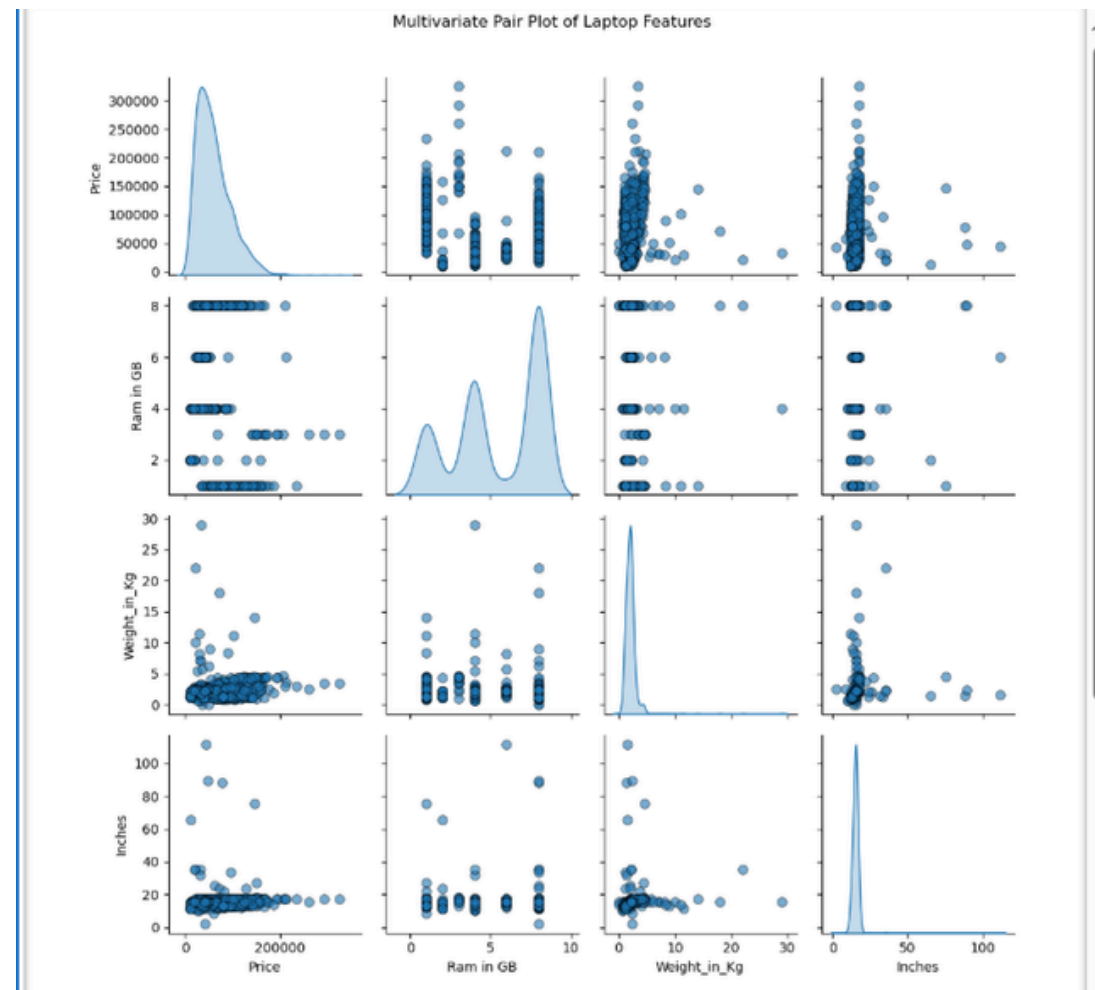 Multivariate Pair Plot of Laptop Features
300000
250000
200000
150000
100000
50000
0
Price
8
6
4
2
Ram in GB
30
25
20
15
10
5
0
Weight_in_Kg
100
80
60
40
20
0
Inches
0 200000
0 5 10
0 10 20 30
0 50 100
Price Ram in GB Weight_in_Kg Inches